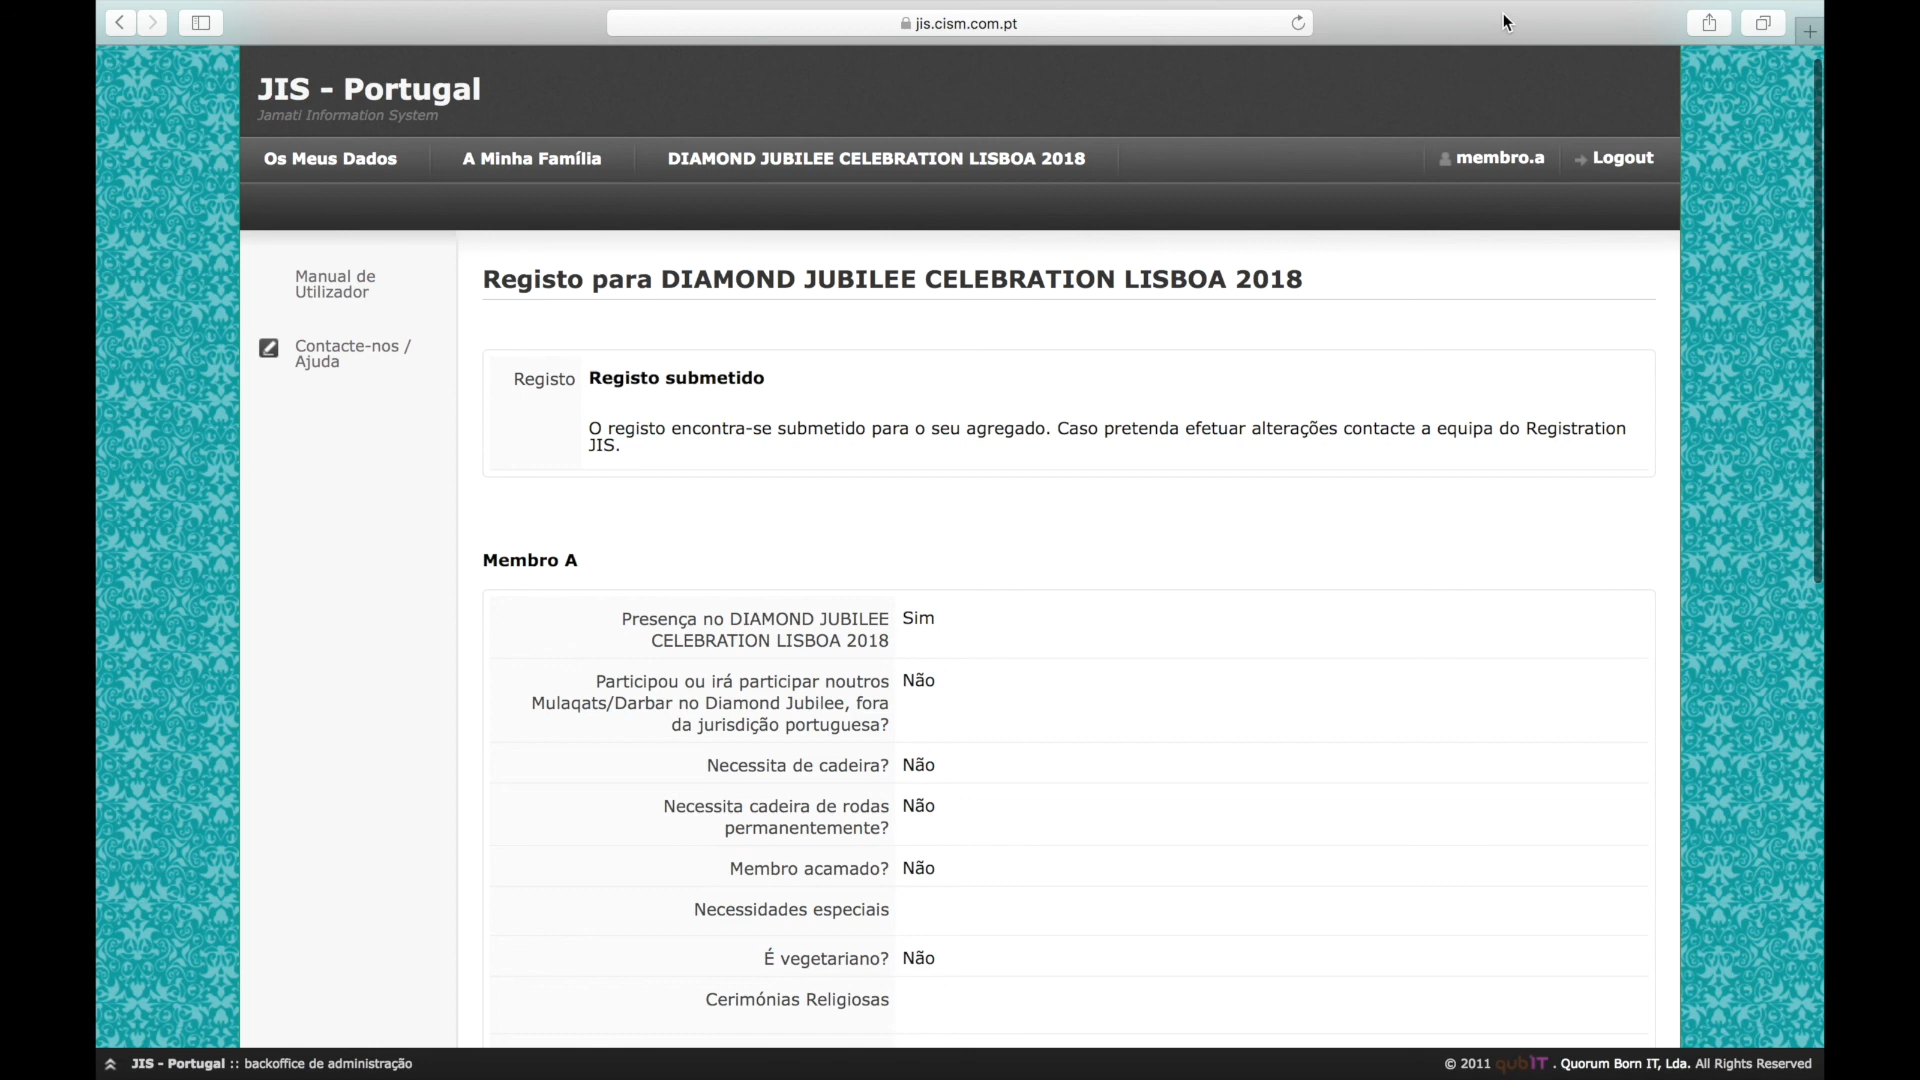 jis.cism.com.pt
JIS - Portugal
Jamati Information System
Os Meus Dados
A Minha Família
DIAMOND JUBILEE CELEBRATION LISBOA 2018
membro.a
Logout
Manual de
Utilizador
Contacte-nos /
Ajuda
Registo para DIAMOND JUBILEE CELEBRATION LISBOA 2018
Registo
Registo submetido
O registo encontra-se submetido para o seu agregado. Caso pretenda efetuar alterações contacte a equipa do Registration
JIS.
Membro A
Presença no DIAMOND JUBILEE
CELEBRATION LISBOA 2018
Sim
Participou ou irá participar noutros
Mulaqats/Darbar no Diamond Jubilee, fora
da jurisdição portuguesa?
Não
Necessita de cadeira?
Não
Necessita cadeira de rodas
permanentemente?
Não
Membro acamado?
Não
Necessidades especiais
É vegetariano?
Não
Cerimónias Religiosas
JIS - Portugal :: backoffice de administração
© 2011 qubIT . Quorum Born IT, Lda. All Rights Reserved